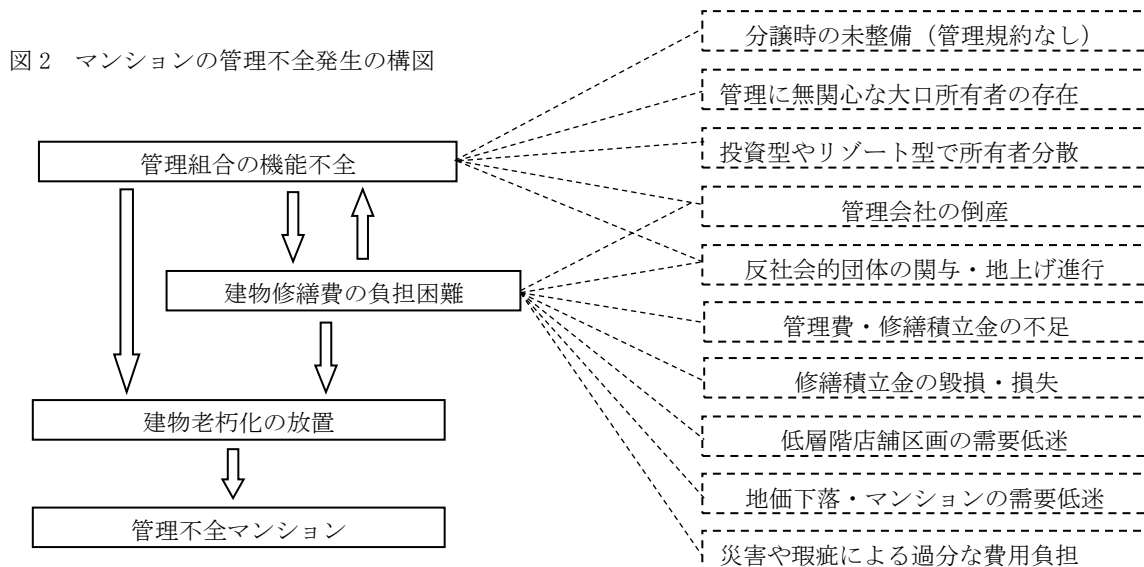 図2 マンションの管理不全発生の構図
管理組合の機能不全
建物修繕費の負担困難
建物老朽化の放置
管理不全マンション
分譲時の未整備(管理規約なし)
管理に無関心な大口所有者の存在
投資型やリゾート型で所有者分散
管理会社の倒産
反社会的団体の関与・地上げ進行
管理費・修繕積立金の不足
修繕積立金の毀損・損失
低層階店舗区画の需要低迷
地価下落・マンションの需要低迷
災害や瑕疵による過分な費用負担